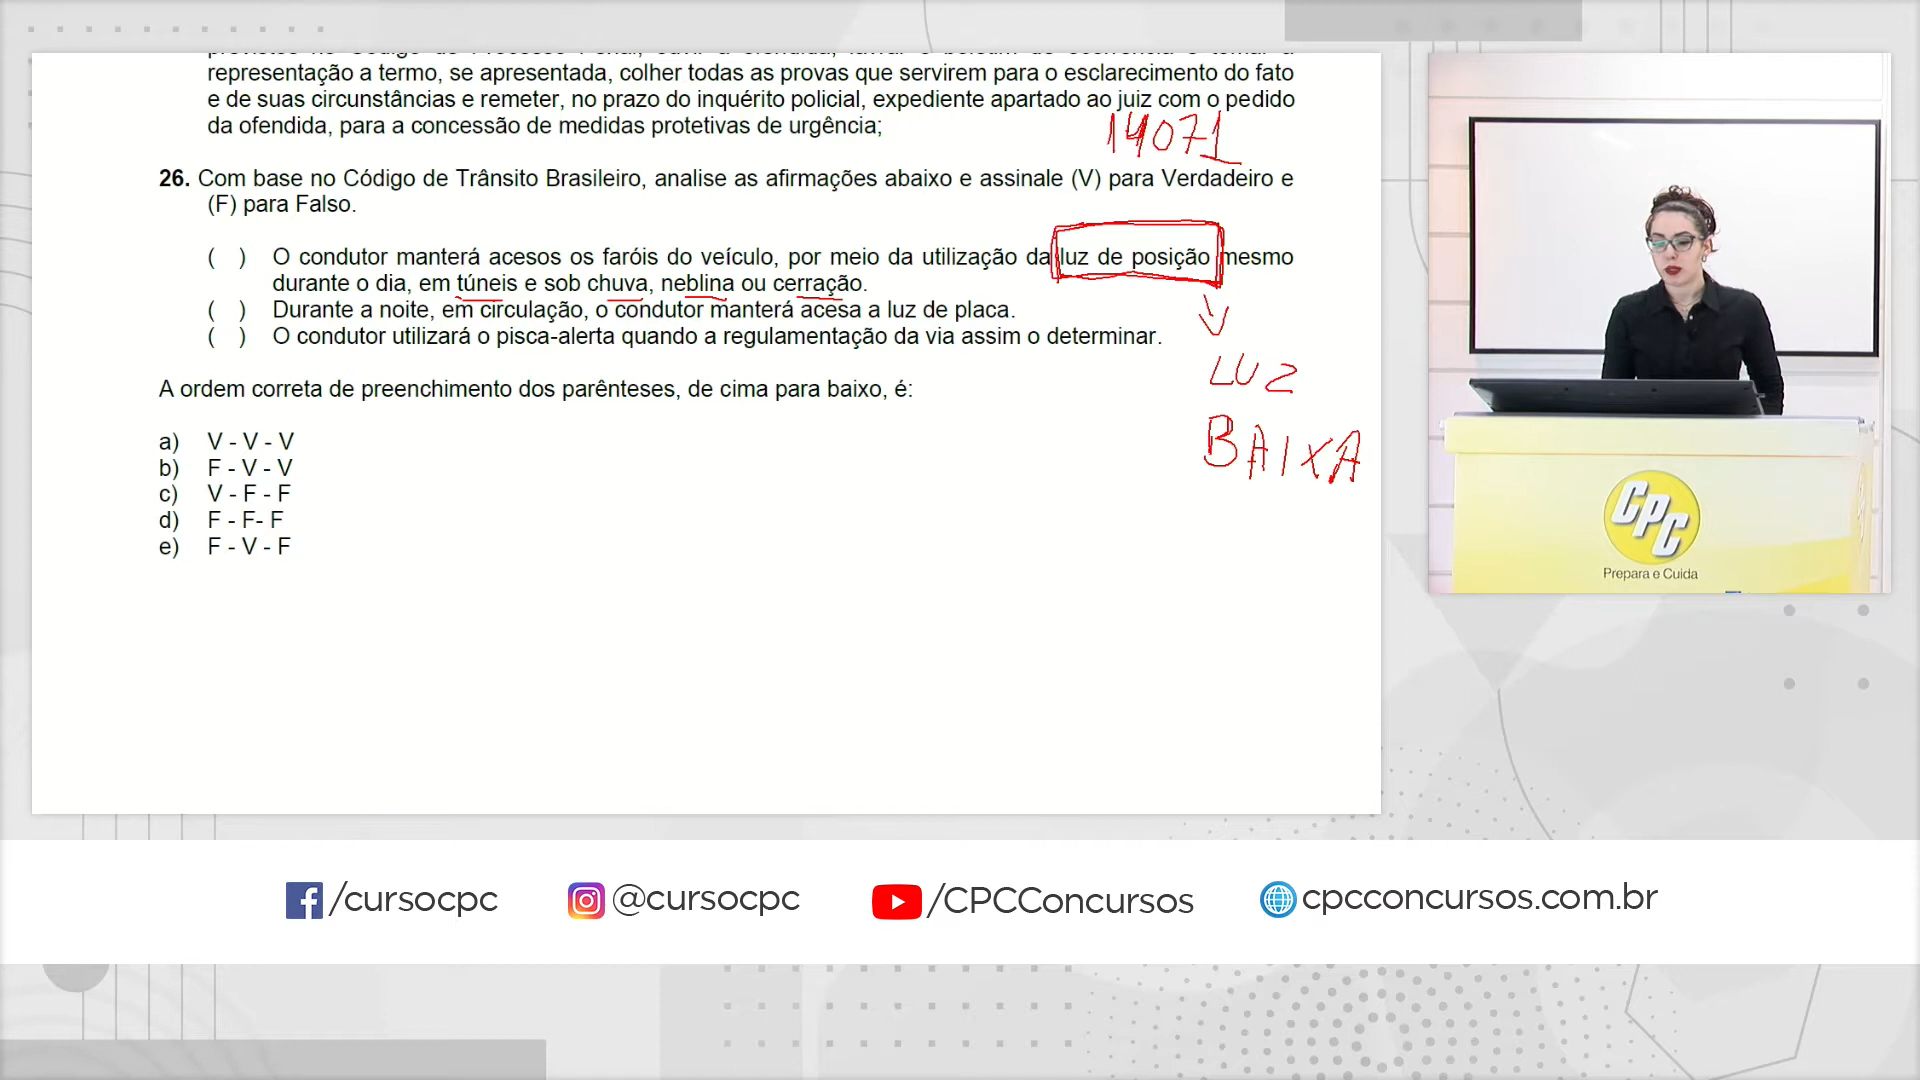 representação a termo, se apresentada, colher todas as provas que servirem para o esclarecimento do fato
e de suas circunstâncias e remeter, no prazo do inquérito policial, expediente apartado ao juiz com o pedido
da ofendida, para a concessão de medidas protetivas de urgência;
14071
26. Com base no Código de Trânsito Brasileiro, analise as afirmações abaixo e assinale (V) para Verdadeiro e
(F) para Falso.
( ) O condutor manterá acesos os faróis do veículo, por meio da utilização da luz de posição mesmo
durante o dia, em túneis e sob chuva, neblina ou cerração.
( ) Durante a noite, em circulação, o condutor manterá acesa a luz de placa.
( ) O condutor utilizará o pisca-alerta quando a regulamentação da via assim o determinar.
LUZ
BAIXA
A ordem correta de preenchimento dos parênteses, de cima para baixo, é:
a) V - V - V
b) F - V - V
c) V - F - F
d) F - F- F
e) F - V - F
CPC
Prepara e Cuida
/cursocpc
@cursocpc
/CPCConcursos
cpcconcursos.com.br